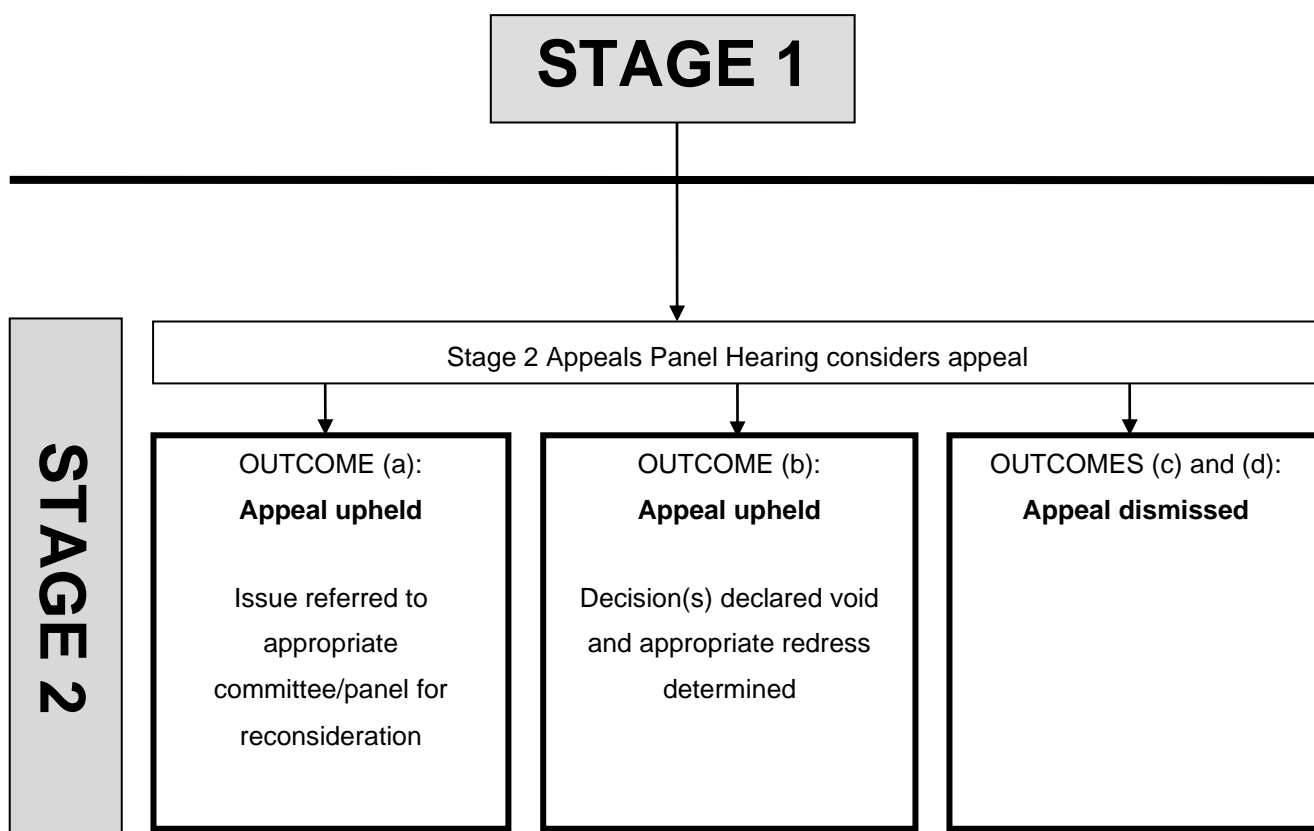 STAGE 1
STAGE 2
Stage 2 Appeals Panel Hearing considers appeal
OUTCOME (a):
Appeal upheld
Issue referred to
appropriate
committee/panel for
reconsideration
OUTCOME (b):
Appeal upheld
Decision(s) declared void
and appropriate redress
determined
OUTCOMES (c) and (d):
Appeal dismissed